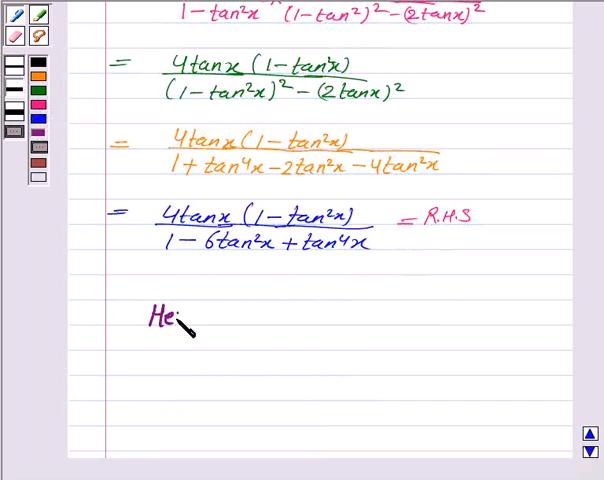 1 - tan²x (1 - tan²)² - (2tanx)²
= 4tanx (1 - tan²x)
(1 - tan²x)² - (2tanx)²
= 4tanx (1 - tan²x)
1 + tan⁴x - 2tan²x - 4tan²x
= 4tanx (1 - tan²x) = R.H.S
1 - 6tan²x + tan⁴x
He